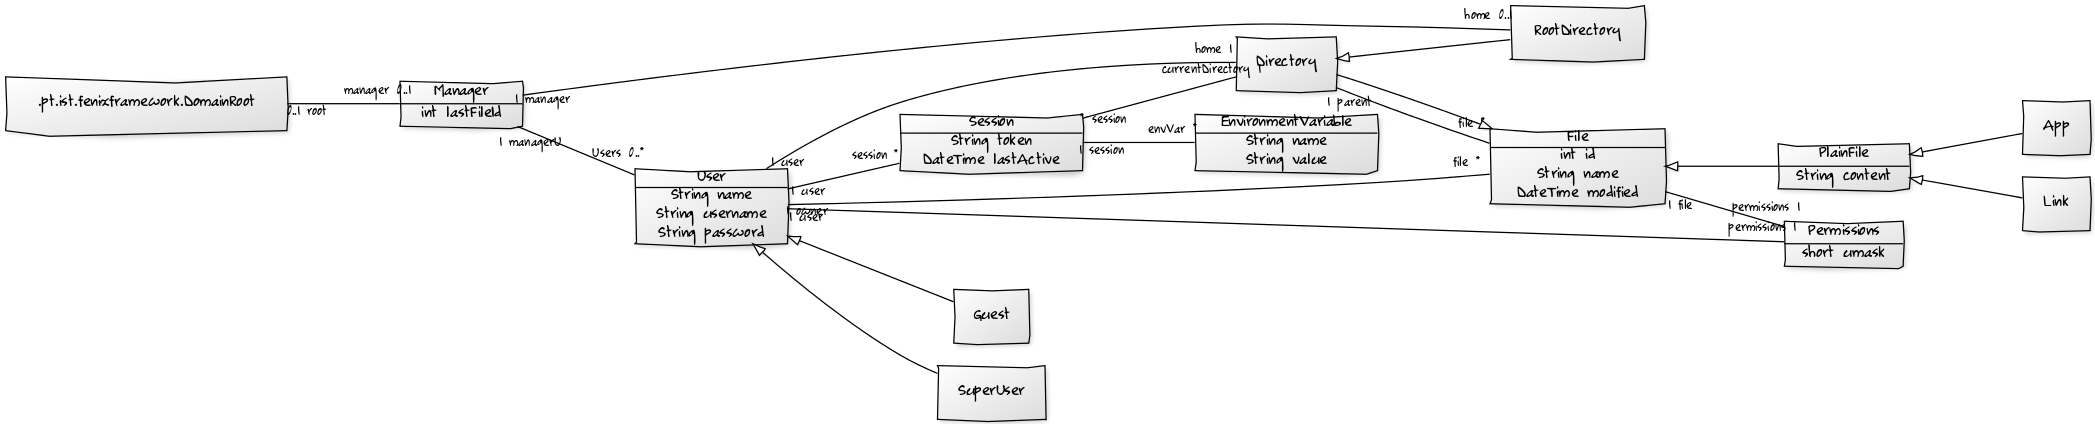 home 0..
RootDirectory
home 1
currentDirectory
Directory
.pt.ist.fenixframework.DomainRoot
0..1 root
manager 0..1
Manager
int lastFileId
1 manager
1 managerU
Users 0..*
1 parent
file *
Session
String token
DateTime lastActive
session
1 session
envVar *
EnvironmentVariable
String name
String value
session *
1 user
User
String name
String username
String password
1 user
1 owner
1 user
file *
File
int id
String name
DateTime modified
1 file
PlainFile
String content
App
Link
permissions 1
permissions 1
Permissions
short umask
Guest
SuperUser